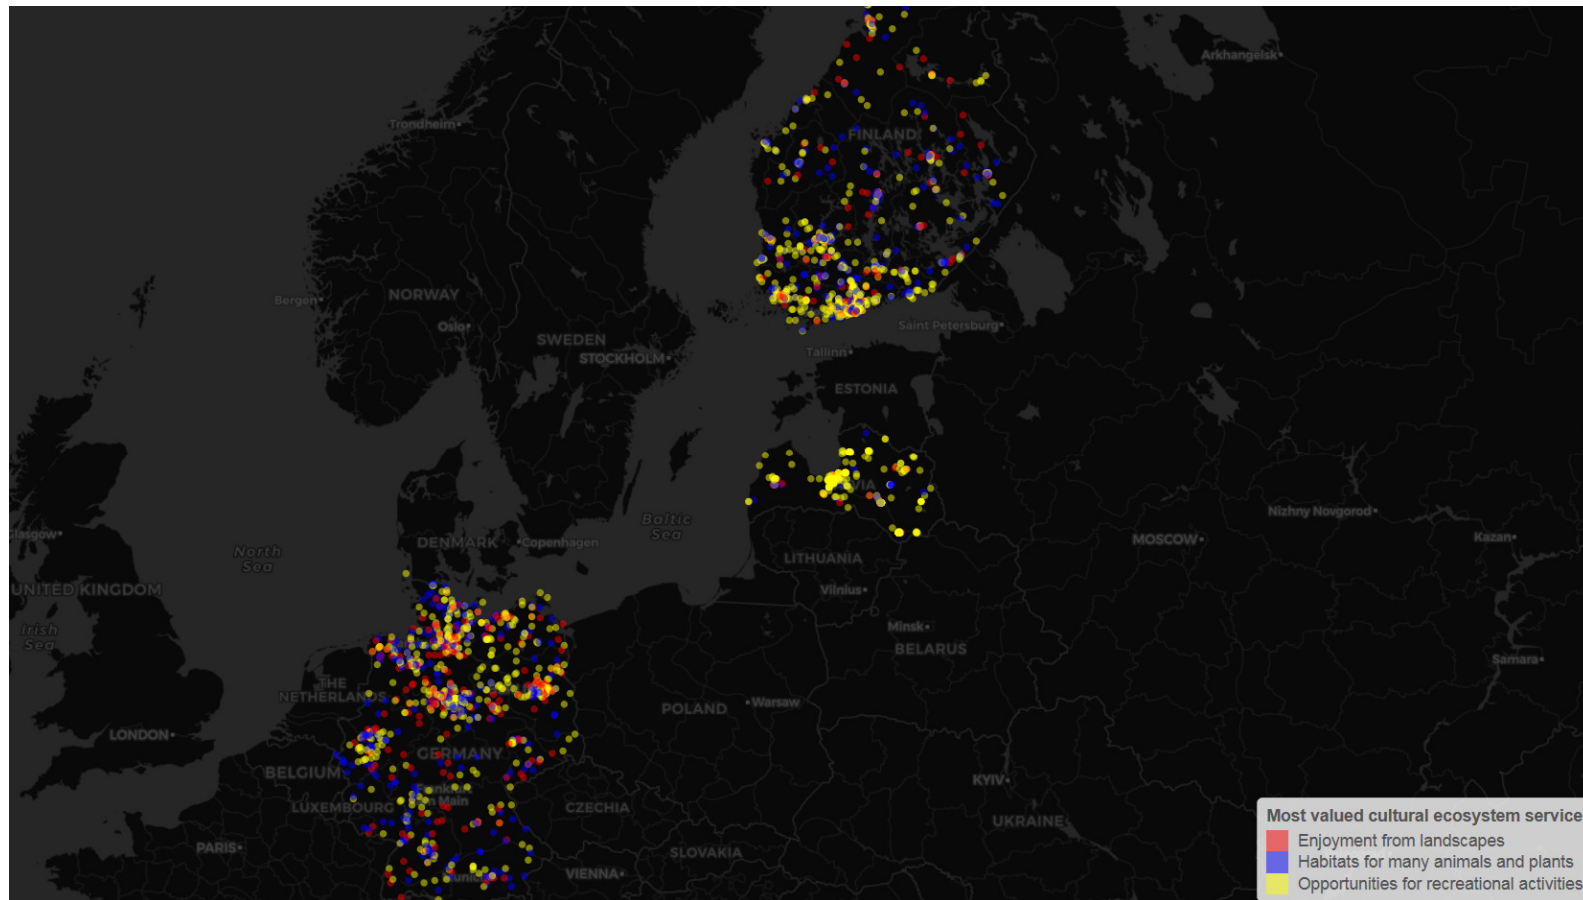 Arkhangelsk
Trondheim
FINLAND
NORWAY
Bergen
Oslo
Saint Petersburg
SWEDEN
STOCKHOLM
Tallinn
ESTONIA
Nizhny Novgorod
Baltic
Sea
Glasgow
DENMARK
Copenhagen
MOSCOW
Kazan
North
Sea
LITHUANIA
UNITED KINGDOM
Vilnius
Irish
Sea
Minsk
BELARUS
Samara
THE
NETHERLANDS
POLAND
Warsaw
LONDON
GERMANY
BELGIUM
KYIV
LUXEMBOURG
CZECHIA
UKRAINE
PARIS
SLOVAKIA
VIENNA
Most valued cultural ecosystem service
Enjoyment from landscapes
Habitats for many animals and plants
Opportunities for recreational activities